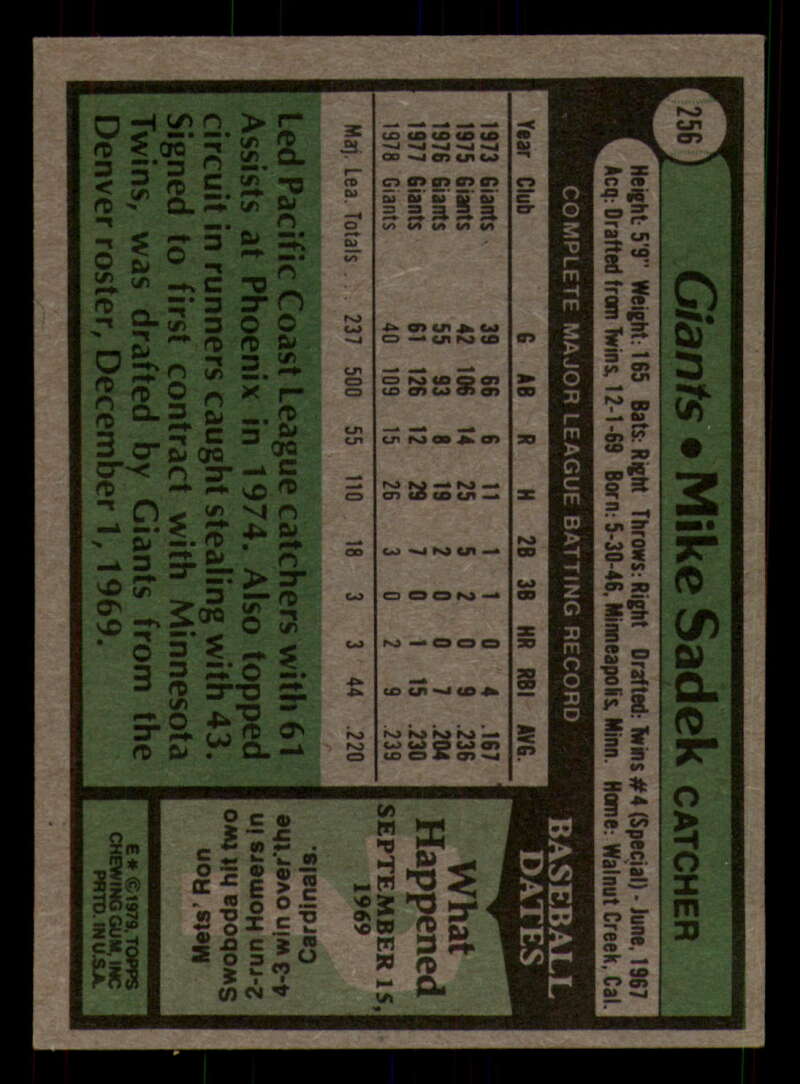 256
Giants • Mike Sadek CATCHER
Height: 5'9" Weight: 165 Bats: Right Throws: Right Drafted: Twins #4 (Special) - June, 1967
Acq: Drafted from Twins, 12-1-69 Born: 5-30-46, Minneapolis, Minn. Home: Walnut Creek, Cal.
COMPLETE MAJOR LEAGUE BATTING RECORD
Year Club G AB R H 2B 3B HR RBI AVG.
1973 Giants 39 66 6 11 1 1 0 4 .167
1975 Giants 42 106 14 25 5 2 0 9 .236
1976 Giants 55 93 8 19 2 0 0 7 .204
1977 Giants 61 126 12 29 7 0 1 15 .230
1978 Giants 40 109 15 26 3 0 2 9 .239
Maj. Lea. Totals ... 237 500 55 110 18 3 3 44 .220
Led Pacific Coast League catchers with 61
Assists at Phoenix in 1974. Also topped
circuit in runners caught stealing with 43.
Signed to first contract with Minnesota
Twins, was drafted by Giants from the
Denver roster, December 1, 1969.
BASEBALL
DATES
What
Happened
SEPTEMBER 15,
1969
Mets' Ron
Swoboda hit two
2-run Homers in
4-3 win over the
Cardinals.
E * © 1979, TOPPS
CHEWING GUM, INC
PRTD. IN U.S.A.